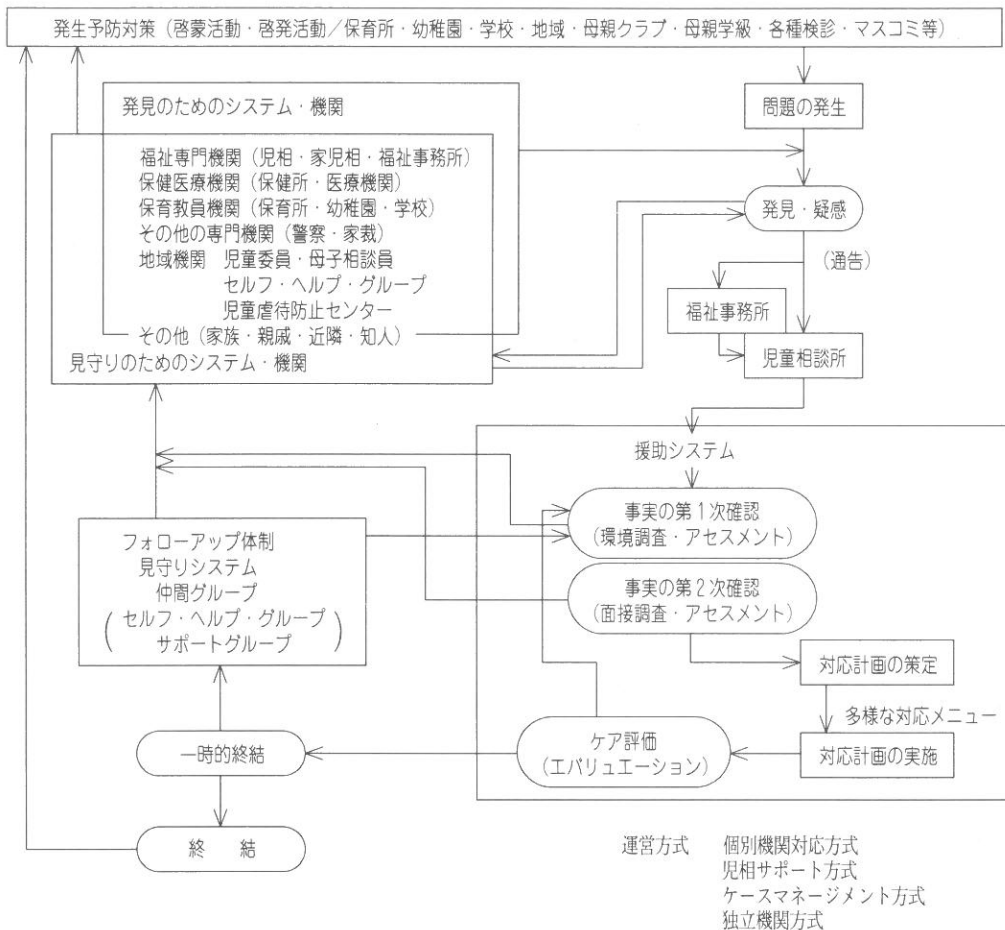 発生予防対策（啓蒙活動・啓発活動／保育所・幼稚園・学校・地域・母親クラブ・母親学級・各種検診・マスコミ等）
発見のためのシステム・機関
問題の発生
福祉専門機関（児相・家児相・福祉事務所）
保健医療機関（保健所・医療機関）
保育教員機関（保育所・幼稚園・学校）
その他の専門機関（警察・家裁）
地域機関　児童委員・母子相談員
セルフ・ヘルプ・グループ
児童虐待防止センター
その他（家族・親戚・近隣・知人）
見守りのためのシステム・機関
発見・疑惑
（通告）
福祉事務所
児童相談所
援助システム
事実の第１次確認
（環境調査・アセスメント）
事実の第２次確認
（面接調査・アセスメント）
フォローアップ体制
見守りシステム
仲間グループ
（セルフ・ヘルプ・グループ
サポートグループ）
対応計画の策定
多様な対応メニュー
対応計画の実施
ケア評価
（エバリュエーション）
一時的終結
終　結
運営方式　個別機関対応方式
児相サポート方式
ケースマネージメント方式
独立機関方式